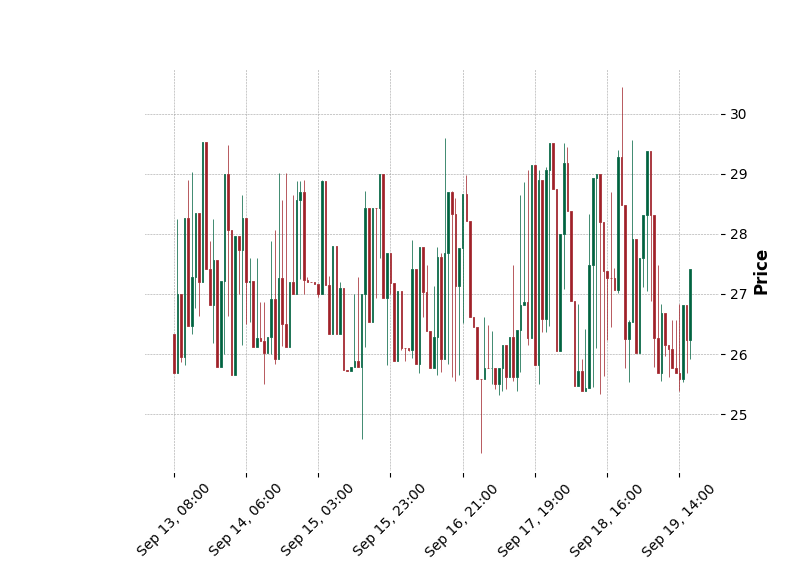 30
29
28
27
26
25
Price
Sep 13, 08:00
Sep 14, 06:00
Sep 15, 03:00
Sep 15, 23:00
Sep 16, 21:00
Sep 17, 19:00
Sep 18, 16:00
Sep 19, 14:00